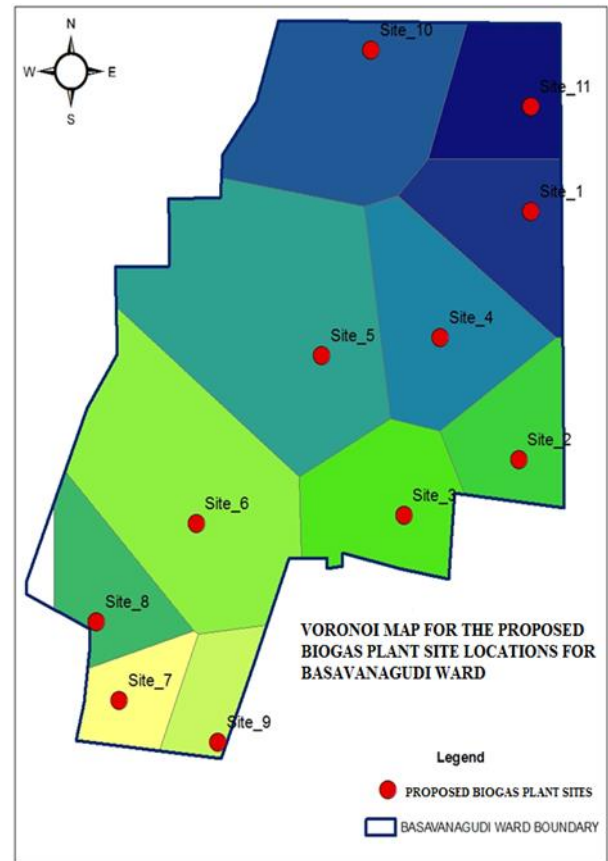 N
Site_10
W E
S
Site_11
Site_1
Site_4
Site_5
Site_2
Site_3
Site_6
Site_8
VORONOI MAP FOR THE PROPOSED
BIOGAS PLANT SITE LOCATIONS FOR
BASAVANAGUDI WARD
Site_7
Site_9
Legend
PROPOSED BIOGAS PLANT SITES
BASAVANAGUDI WARD BOUNDARY